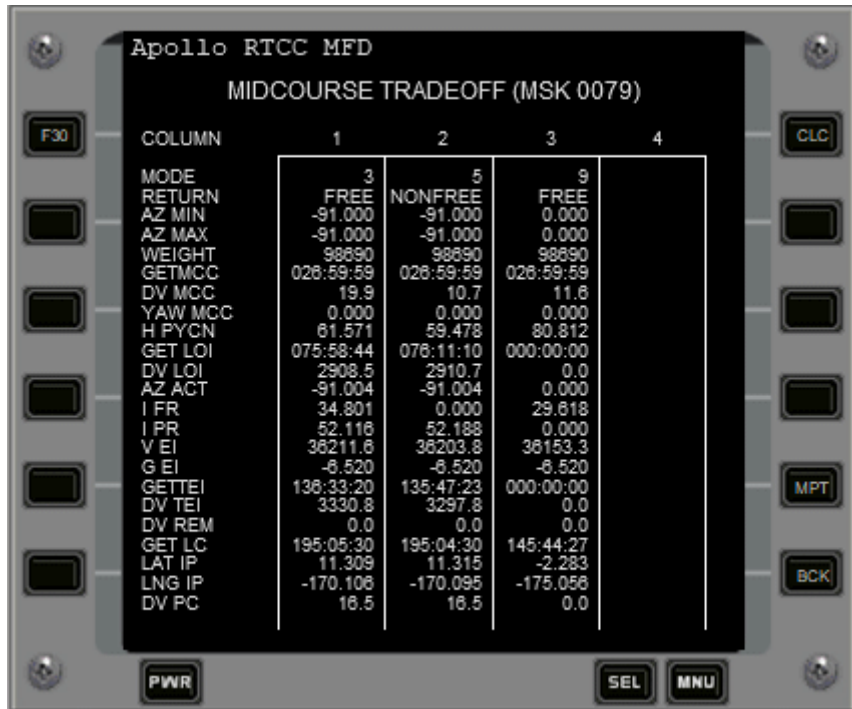 Apollo RTCC MFD
MIDCOURSE TRADEOFF (MSK 0079)
F30 COLUMN 1 2 3 4 CLC
MODE 3 5 9
RETURN FREE NONFREE FREE
AZ MIN -91.000 -91.000 0.000
AZ MAX -91.000 -91.000 0.000
WEIGHT 98690 98690 98690
GETMCC 026:59:59 026:59:59 026:59:59
DV MCC 19.9 10.7 11.6
YAW MCC 0.000 0.000 0.000
H PYCN 61.571 59.478 80.812
GET LOI 075:58:44 076:11:10 000:00:00
DV LOI 2908.5 2910.7 0.0
AZ ACT -91.004 -91.004 0.000
I FR 34.801 0.000 29.618
I PR 52.116 52.188 0.000
V EI 36211.6 36203.8 36153.3
G EI -6.520 -6.520 -6.520
GETTEI 136:33:20 135:47:23 000:00:00 MPT
DV TEI 3330.8 3297.8 0.0
DV REM 0.0 0.0 0.0
GET LC 195:05:30 195:04:30 145:44:27
LAT IP 11.309 11.315 -2.283
LNG IP -170.106 -170.095 -175.056 BCK
DV PC 16.5 16.5 0.0
PWR SEL MNU